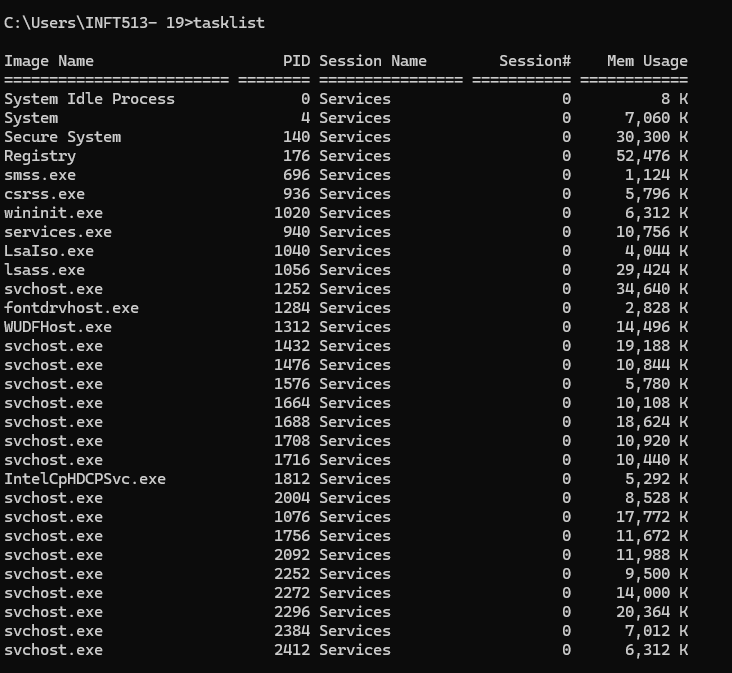 C:\Users\INFT513- 19>tasklist
Image Name                     PID Session Name        Session#    Mem Usage
========================= ======== ================ =========== ============
System Idle Process              0 Services                   0          8 K
System                           4 Services                   0      7,060 K
Secure System                  140 Services                   0     30,300 K
Registry                       176 Services                   0     52,476 K
smss.exe                       696 Services                   0      1,124 K
csrss.exe                      936 Services                   0      5,796 K
wininit.exe                   1020 Services                   0      6,312 K
services.exe                   940 Services                   0     10,756 K
LsaIso.exe                    1040 Services                   0      4,044 K
lsass.exe                     1056 Services                   0     29,424 K
svchost.exe                   1252 Services                   0     34,640 K
fontdrvhost.exe               1284 Services                   0      2,828 K
WUDFHost.exe                  1312 Services                   0     14,496 K
svchost.exe                   1432 Services                   0     19,188 K
svchost.exe                   1476 Services                   0     10,844 K
svchost.exe                   1576 Services                   0      5,780 K
svchost.exe                   1664 Services                   0     10,108 K
svchost.exe                   1688 Services                   0     18,624 K
svchost.exe                   1708 Services                   0     10,920 K
svchost.exe                   1716 Services                   0     10,440 K
IntelCpHDCPSvc.exe            1812 Services                   0      5,292 K
svchost.exe                   2004 Services                   0      8,528 K
svchost.exe                   1076 Services                   0     17,772 K
svchost.exe                   1756 Services                   0     11,672 K
svchost.exe                   2092 Services                   0     11,988 K
svchost.exe                   2252 Services                   0      9,500 K
svchost.exe                   2272 Services                   0     14,000 K
svchost.exe                   2296 Services                   0     20,364 K
svchost.exe                   2384 Services                   0      7,012 K
svchost.exe                   2412 Services                   0      6,312 K